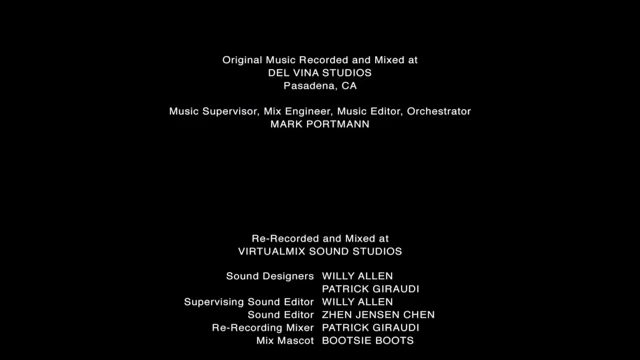 Original Music Recorded and Mixed at
DEL VINA STUDIOS
Pasadena, CA
Music Supervisor, Mix Engineer, Music Editor, Orchestrator
MARK PORTMANN
Re-Recorded and Mixed at
VIRTUALMIX SOUND STUDIOS
Sound Designers WILLY ALLEN
PATRICK GIRAUDI
Supervising Sound Editor WILLY ALLEN
Sound Editor ZHEN JENSEN CHEN
Re-Recording Mixer PATRICK GIRAUDI
Mix Mascot BOOTSIE BOOTS